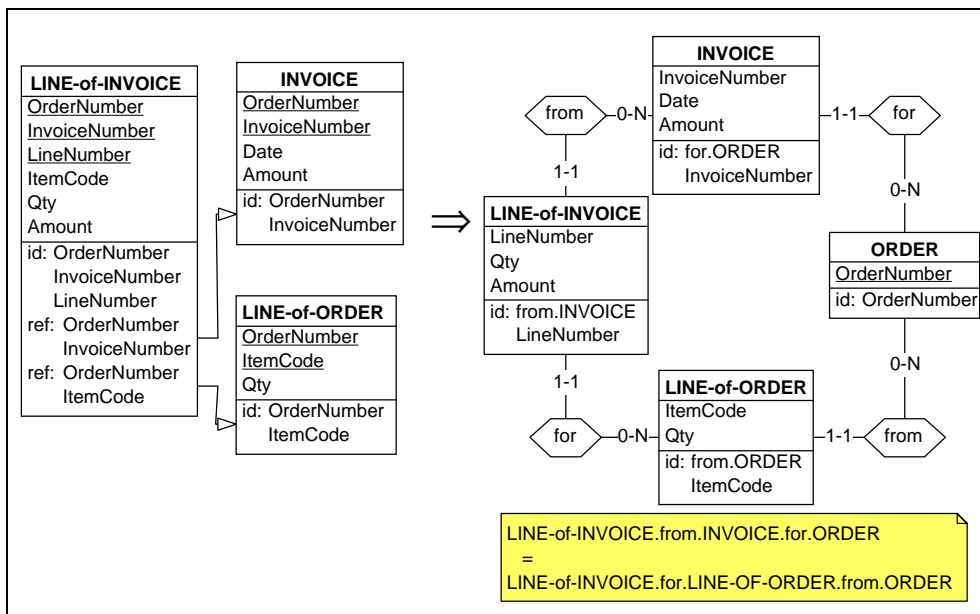 LINE-of-INVOICE
OrderNumber
InvoiceNumber
LineNumber
ItemCode
Qty
Amount
id: OrderNumber
InvoiceNumber
LineNumber
ref: OrderNumber
InvoiceNumber
ref: OrderNumber
ItemCode
INVOICE
OrderNumber
InvoiceNumber
Date
Amount
id: OrderNumber
InvoiceNumber
LINE-of-ORDER
OrderNumber
ItemCode
Qty
id: OrderNumber
ItemCode
⇒
from
0-N
1-1
INVOICE
InvoiceNumber
Date
Amount
id: for.ORDER
InvoiceNumber
1-1
for
0-N
LINE-of-INVOICE
LineNumber
Qty
Amount
id: from.INVOICE
LineNumber
ORDER
OrderNumber
id: OrderNumber
1-1
for
0-N
LINE-of-ORDER
ItemCode
Qty
id: from.ORDER
ItemCode
1-1
from
0-N
LINE-of-INVOICE.from.INVOICE.for.ORDER
=
LINE-of-INVOICE.for.LINE-OF-ORDER.from.ORDER